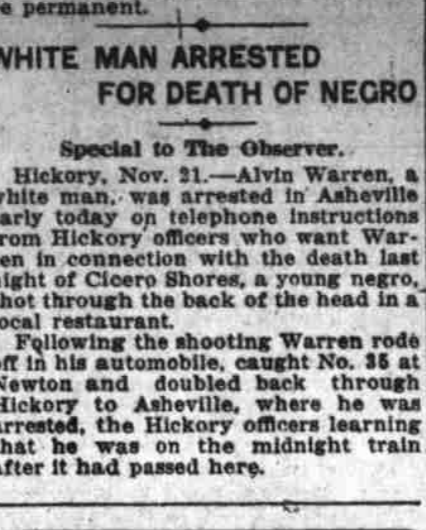 e permanent.
WHITE MAN ARRESTED
FOR DEATH OF NEGRO
Special to The Observer.
Hickory, Nov. 21.—Alvin Warren, a
white man, was arrested in Asheville
early today on telephone instructions
from Hickory officers who want War-
ren in connection with the death last
night of Cicero Shores, a young negro,
shot through the back of the head in a
local restaurant.
Following the shooting Warren rode
off in his automobile, caught No. 35 at
Newton and doubled back through
Hickory to Asheville, where he was
arrested, the Hickory officers learning
that he was on the midnight train
after it had passed here.